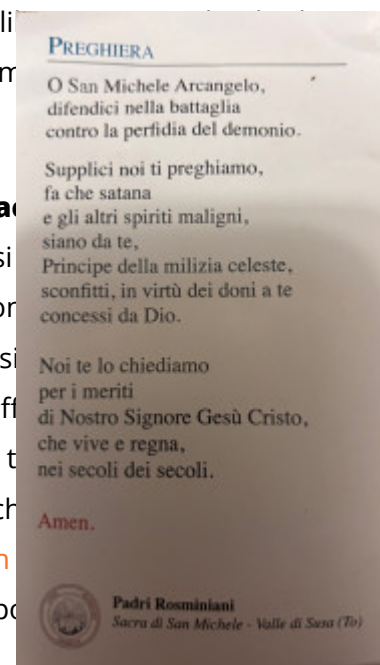 PREGHIERA
O San Michele Arcangelo,
difendici nella battaglia
contro la perfidia del demonio.
Supplici noi ti preghiamo,
fa che satana
e gli altri spiriti maligni,
siano da te,
Principe della milizia celeste,
sconfitti, in virtù dei doni a te
concessi da Dio.
Noi te lo chiediamo
per i meriti
di Nostro Signore Gesù Cristo,
che vive e regna,
nei secoli dei secoli.
Amen.
Padri Rosminiani
Sacra di San Michele - Valle di Susa (To)